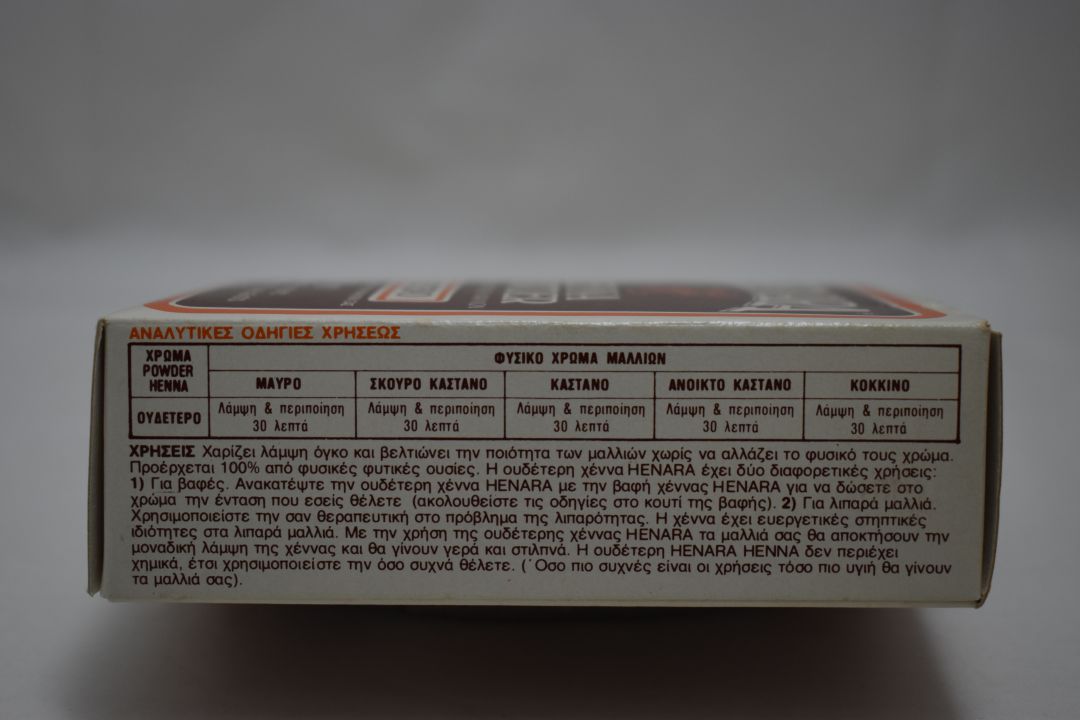 ΑΝΑΛΥΤΙΚΕΣ ΟΔΗΓΙΕΣ ΧΡΗΣΕΩΣ
ΧΡΩΜΑ POWDER HENNA
ΦΥΣΙΚΟ ΧΡΩΜΑ ΜΑΛΛΙΩΝ
ΜΑΥΡΟ ΣΚΟΥΡΟ ΚΑΣΤΑΝΟ ΚΑΣΤΑΝΟ ΑΝΟΙΚΤΟ ΚΑΣΤΑΝΟ ΚΟΚΚΙΝΟ
ΟΥΔΕΤΕΡΟ
Λάμψη & περιποίηση Λάμψη & περιποίηση Λάμψη & περιποίηση Λάμψη & περιποίηση Λάμψη & περιποίηση
30 λεπτά 30 λεπτά 30 λεπτά 30 λεπτά 30 λεπτά
ΧΡΗΣΕΙΣ Χαρίζει λάμψη όγκο και βελτιώνει την ποιότητα των μαλλιών χωρίς να αλλάζει το φυσικό τους χρώμα.
Προέρχεται 100% από φυσικές φυτικές ουσίες. Η ουδέτερη χέννα HENARA έχει δύο διαφορετικές χρήσεις:
1) Για βαφές. Ανακατέψτε την ουδέτερη χέννα HENARA με την βαφή χέννας HENARA για να δώσετε στο
χρώμα την ένταση που εσείς θέλετε (ακολουθείστε τις οδηγίες στο κουτί της βαφής). 2) Για λιπαρά μαλλιά.
Χρησιμοποιείστε την σαν θεραπευτική στο πρόβλημα της λιπαρότητας. Η χέννα έχει ευεργετικές στηπτικές
ιδιότητες στα λιπαρά μαλλιά. Με την χρήση της ουδέτερης χέννας HENARA τα μαλλιά σας θα αποκτήσουν την
μοναδική λάμψη της χέννας και θα γίνουν γερά και στιλπνά. Η ουδέτερη HENARA HENNA δεν περιέχει
χημικά, έτσι χρησιμοποιείστε την όσο συχνά θέλετε. (΄Οσο πιο συχνές είναι οι χρήσεις τόσο πιο υγιή θα γίνουν
τα μαλλιά σας).